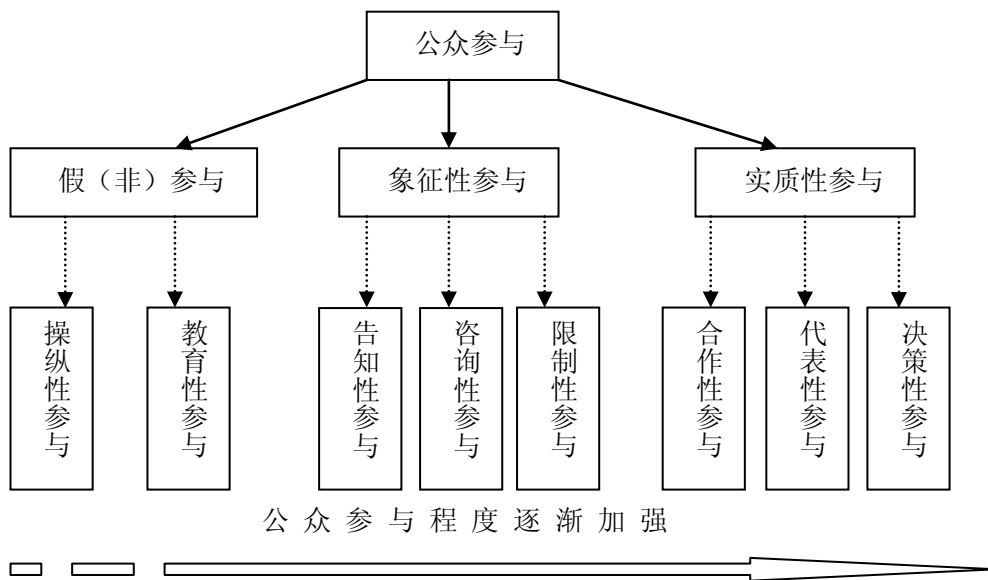 公众参与
假（非）参与
象征性参与
实质性参与
操纵性参与
教育性参与
告知性参与
咨询性参与
限制性参与
合作性参与
代表性参与
决策性参与
公众参与程度逐渐加强